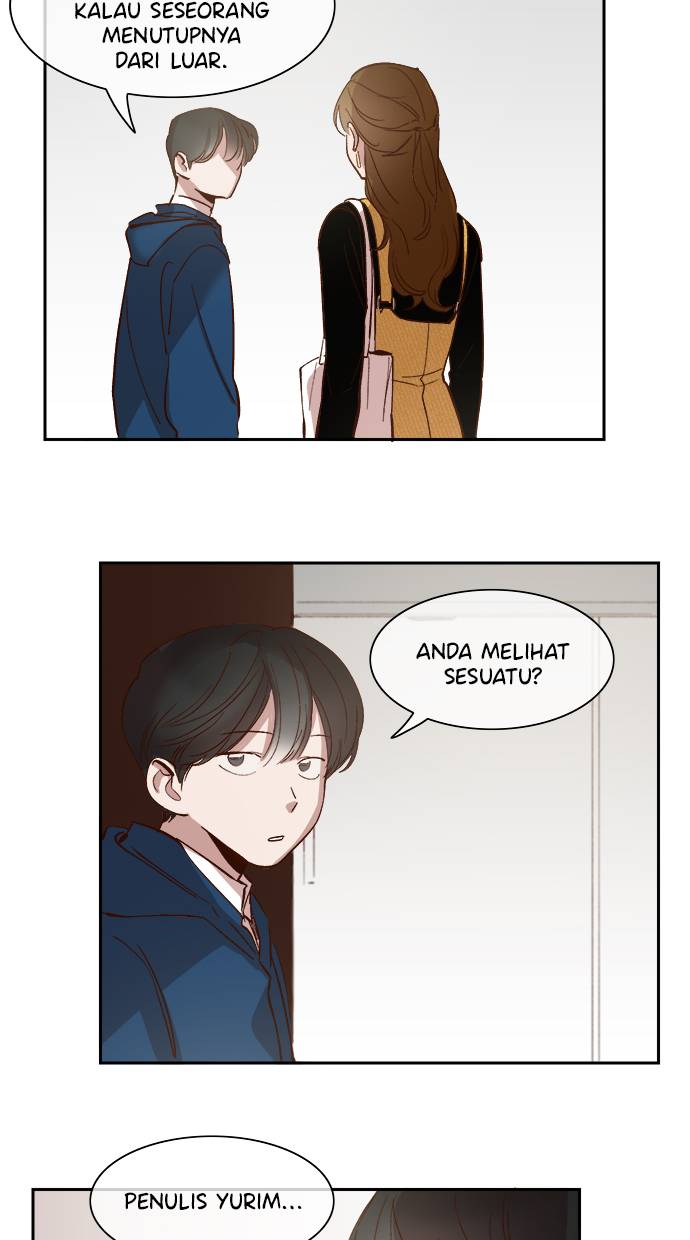 KALAU SESEORANG
MENUTUPNYA
DARI LUAR.
ANDA MELIHAT
SESUATU?
PENULIS YURIM...